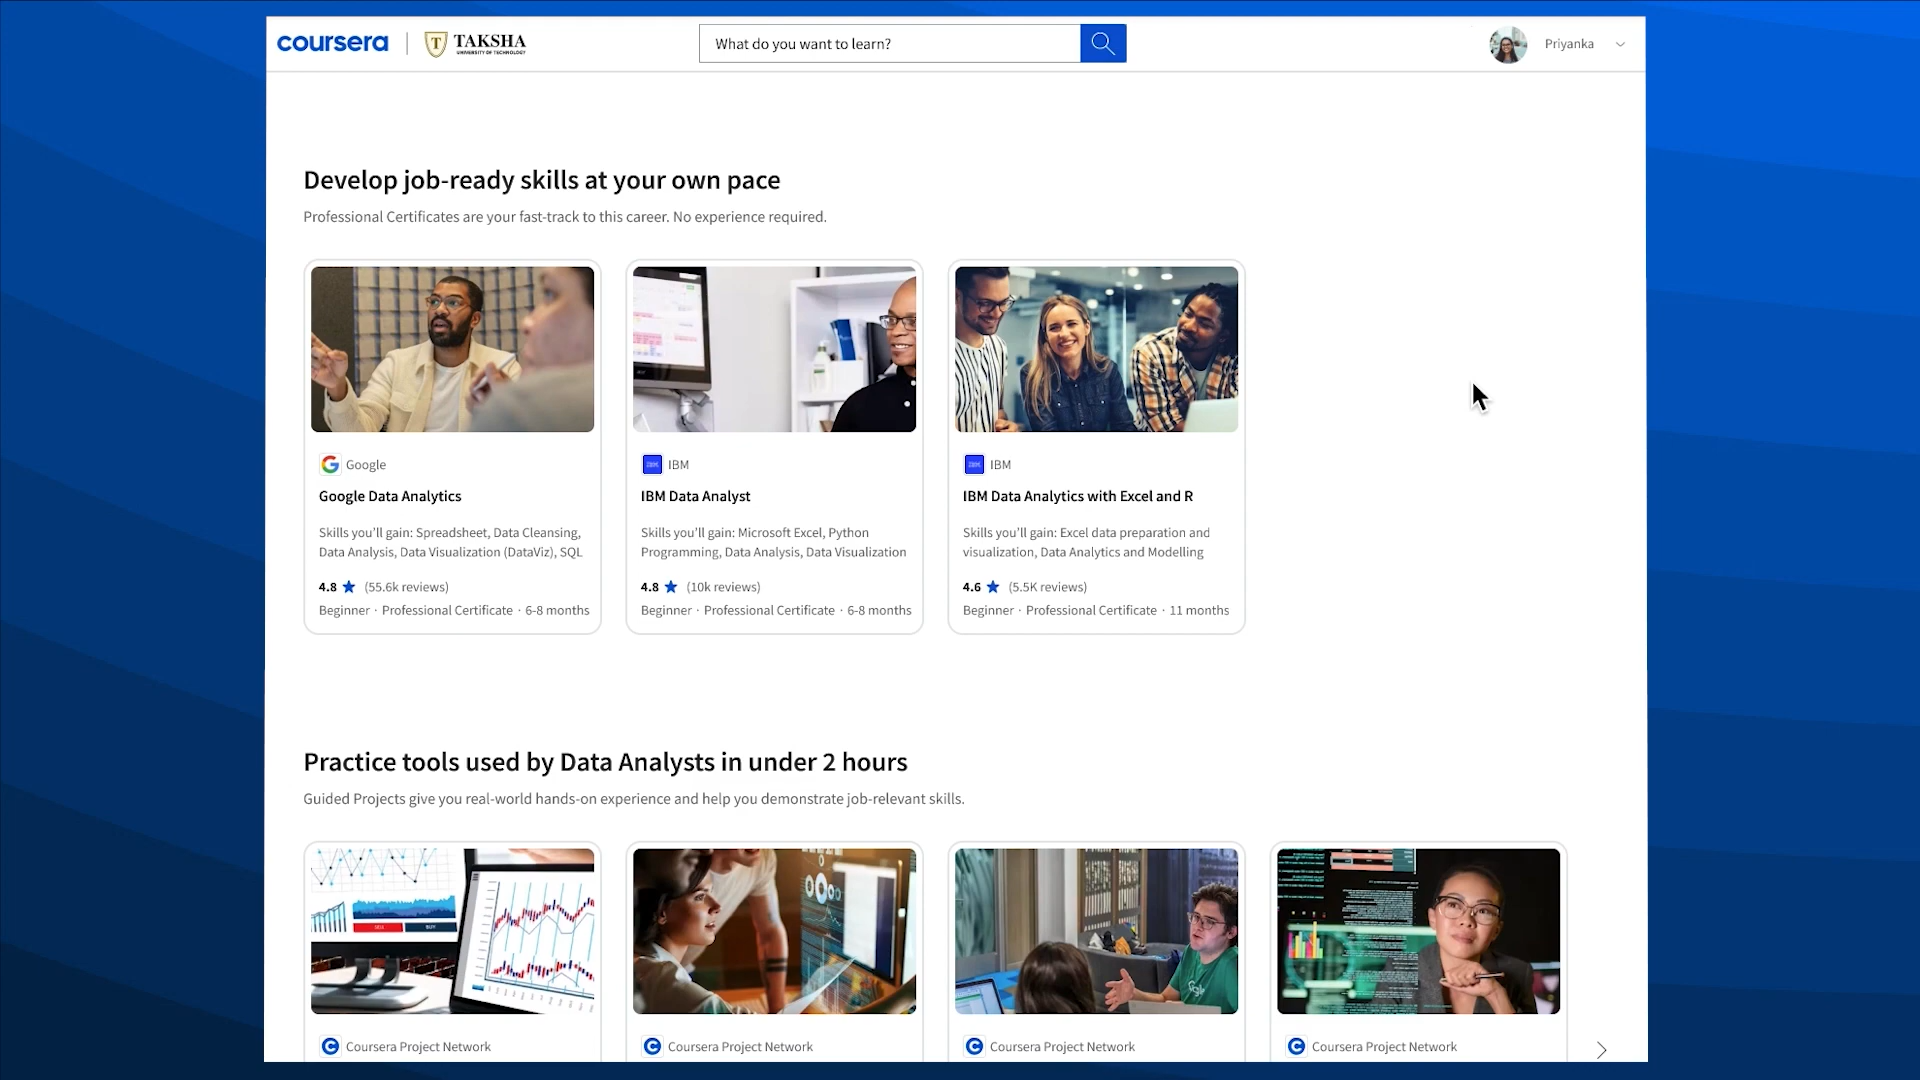 coursera
T TAKSHA
UNIVERSITY OF TECHNOLOGY
What do you want to learn?
Priyanka
Develop job-ready skills at your own pace
Professional Certificates are your fast-track to this career. No experience required.
Google
Google Data Analytics
Skills you'll gain: Spreadsheet, Data Cleansing,
Data Analysis, Data Visualization (DataViz), SQL
4.8 (55.6k reviews)
Beginner · Professional Certificate · 6-8 months
IBM
IBM Data Analyst
Skills you'll gain: Microsoft Excel, Python
Programming, Data Analysis, Data Visualization
4.8 (10k reviews)
Beginner · Professional Certificate · 6-8 months
IBM
IBM Data Analytics with Excel and R
Skills you'll gain: Excel data preparation and
visualization, Data Analytics and Modelling
4.6 (5.5K reviews)
Beginner · Professional Certificate · 11 months
Practice tools used by Data Analysts in under 2 hours
Guided Projects give you real-world hands-on experience and help you demonstrate job-relevant skills.
Coursera Project Network
Coursera Project Network
Coursera Project Network
Coursera Project Network